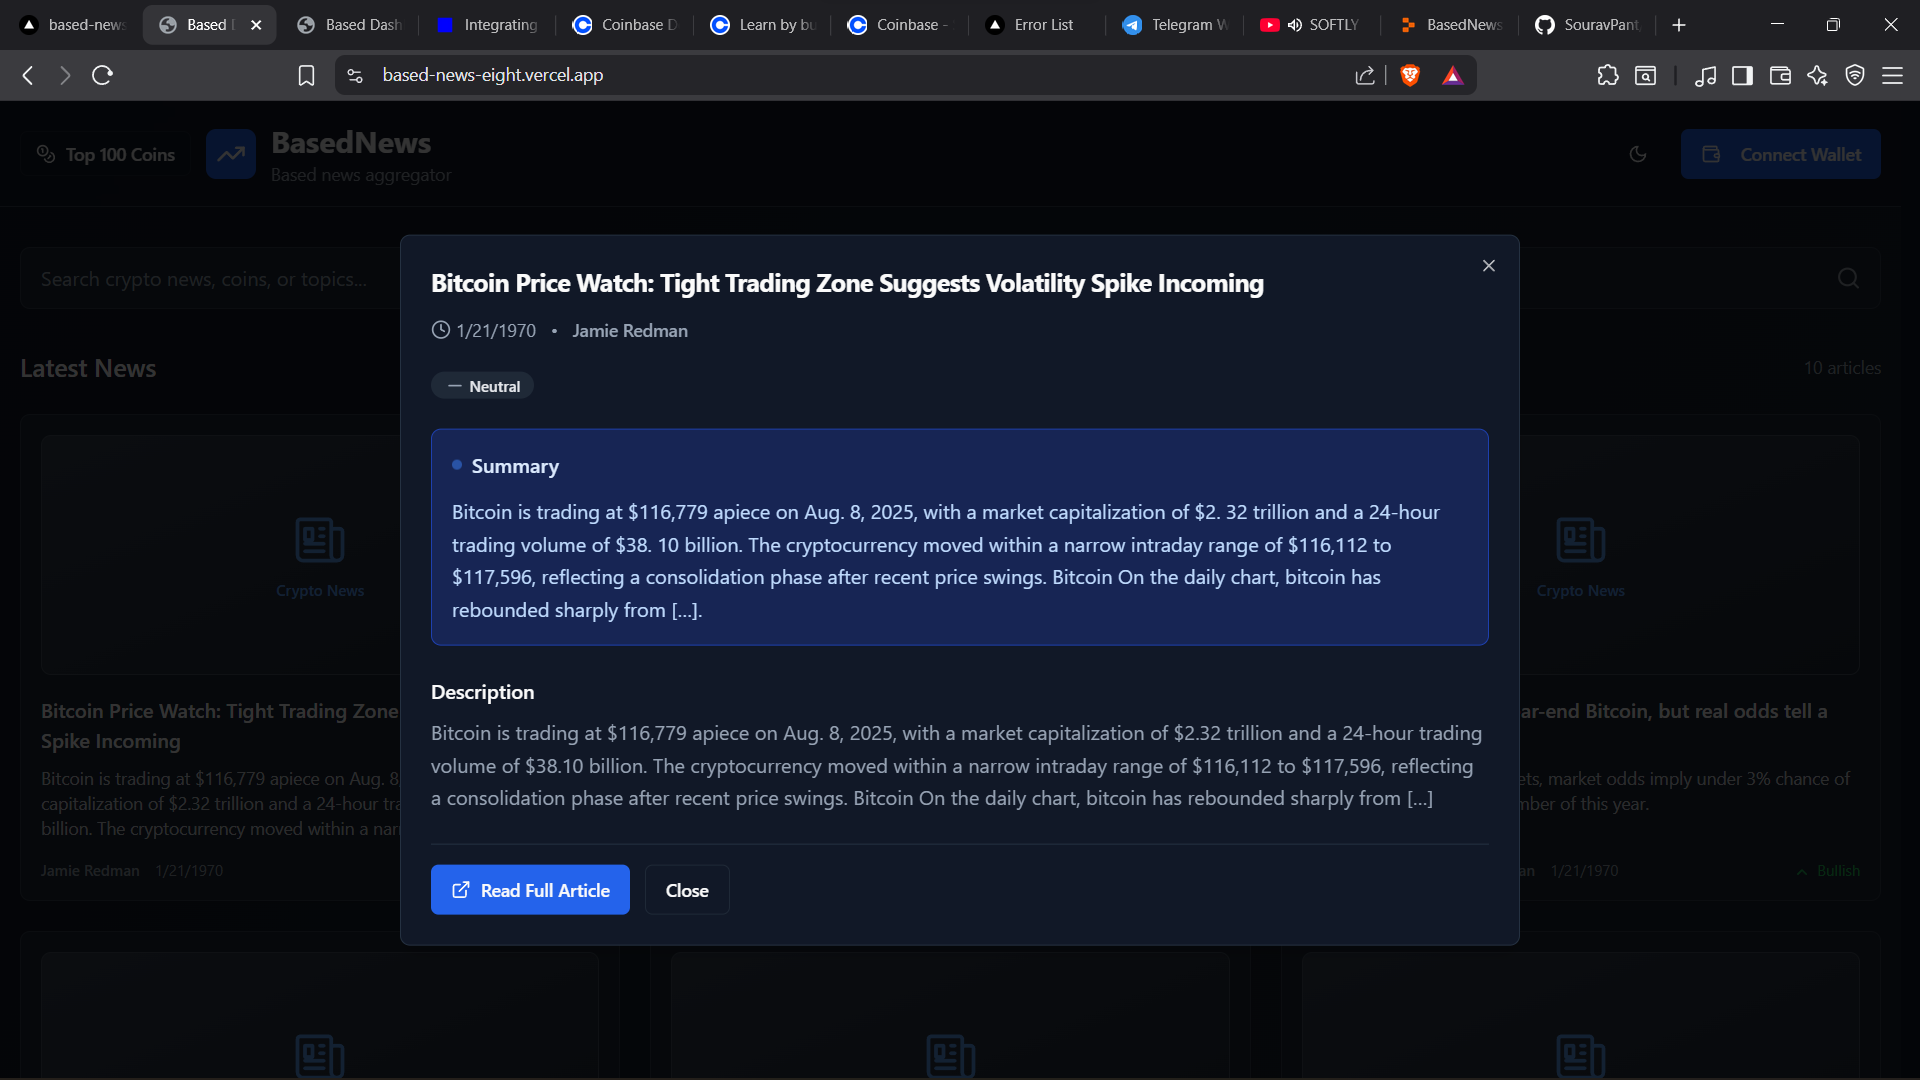 based-news
Based D
Based Dash
Integrating
Coinbase D
Learn by bu
Coinbase -
Error List
Telegram W
SOFTLY
BasedNews
SouravPant
based-news-eight.vercel.app
Top 100 Coins
BasedNews
Based news aggregator
Connect Wallet
Search crypto news, coins, or topics...
Latest News
10 articles
Bitcoin Price Watch: Tight Trading Zone Suggests Volatility Spike Incoming
1/21/1970 • Jamie Redman
Neutral
Summary
Bitcoin is trading at $116,779 apiece on Aug. 8, 2025, with a market capitalization of $2. 32 trillion and a 24-hour
trading volume of $38. 10 billion. The cryptocurrency moved within a narrow intraday range of $116,112 to
$117,596, reflecting a consolidation phase after recent price swings. Bitcoin On the daily chart, bitcoin has
rebounded sharply from [...].
Description
Bitcoin is trading at $116,779 apiece on Aug. 8, 2025, with a market capitalization of $2.32 trillion and a 24-hour trading
volume of $38.10 billion. The cryptocurrency moved within a narrow intraday range of $116,112 to $117,596, reflecting
a consolidation phase after recent price swings. Bitcoin On the daily chart, bitcoin has rebounded sharply from [...]
Read Full Article
Close
Crypto News
Bitcoin Price Watch: Tight Trading Zone
Spike Incoming
Bitcoin is trading at $116,779 apiece on Aug. 8
capitalization of $2.32 trillion and a 24-hour tra
billion. The cryptocurrency moved within a nar
Jamie Redman 1/21/1970
Crypto News
ar-end Bitcoin, but real odds tell a
ets, market odds imply under 3% chance of
mber of this year.
an 1/21/1970
Bullish